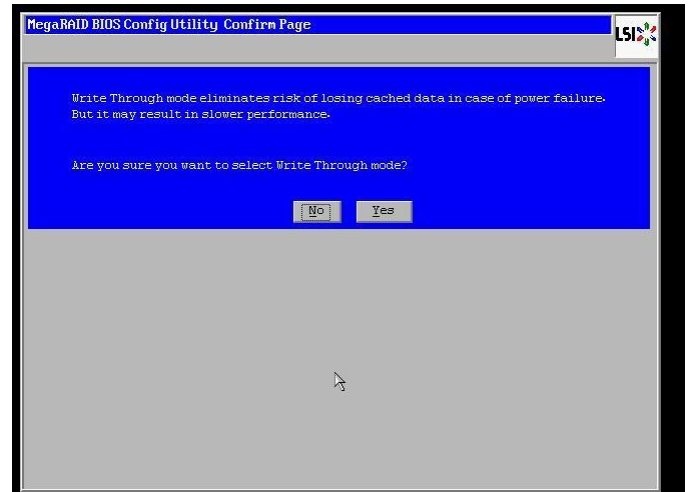 MegaRAID BIOS Config Utility Confirm Page
LSI
Write Through mode eliminates risk of losing cached data in case of power failure.
But it may result in slower performance.
Are you sure you want to select Write Through mode?
No Yes